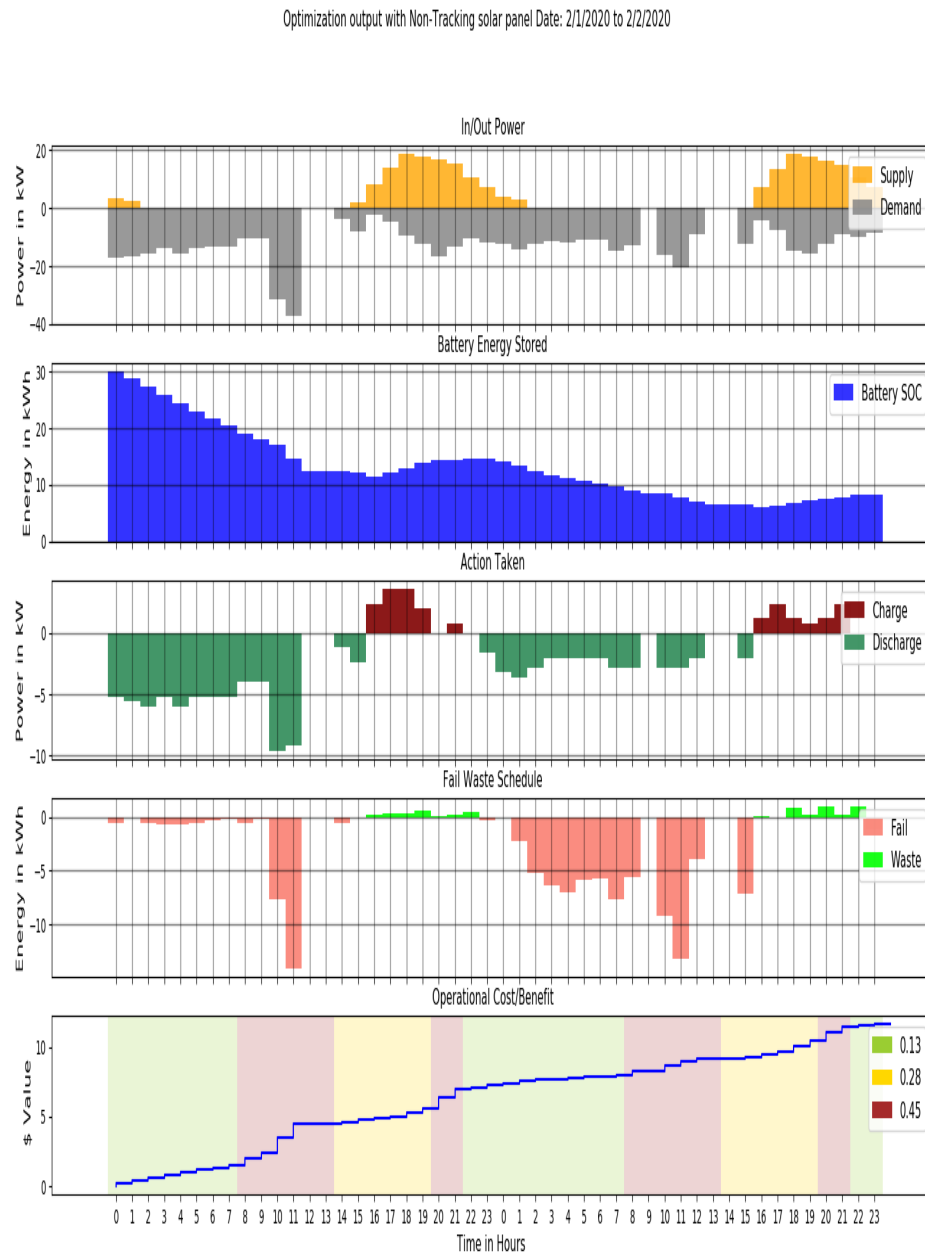 Optimization output with Non-Tracking solar panel Date: 2/1/2020 to 2/2/2020
In/Out Power
Power in kW
20
0
−20
−40
Supply
Demand
Battery Energy Stored
Energy in kWh
30
20
10
0
Battery SOC
Action Taken
Power in kW
0
−5
−10
Charge
Discharge
Fail Waste Schedule
Energy in kWh
0
−5
−10
Fail
Waste
Operational Cost/Benefit
$ Value
10
5
0
0.13
0.28
0.45
0 1 2 3 4 5 6 7 8 9 10 11 12 13 14 15 16 17 18 19 20 21 22 23 0 1 2 3 4 5 6 7 8 9 10 11 12 13 14 15 16 17 18 19 20 21 22 23
Time in Hours